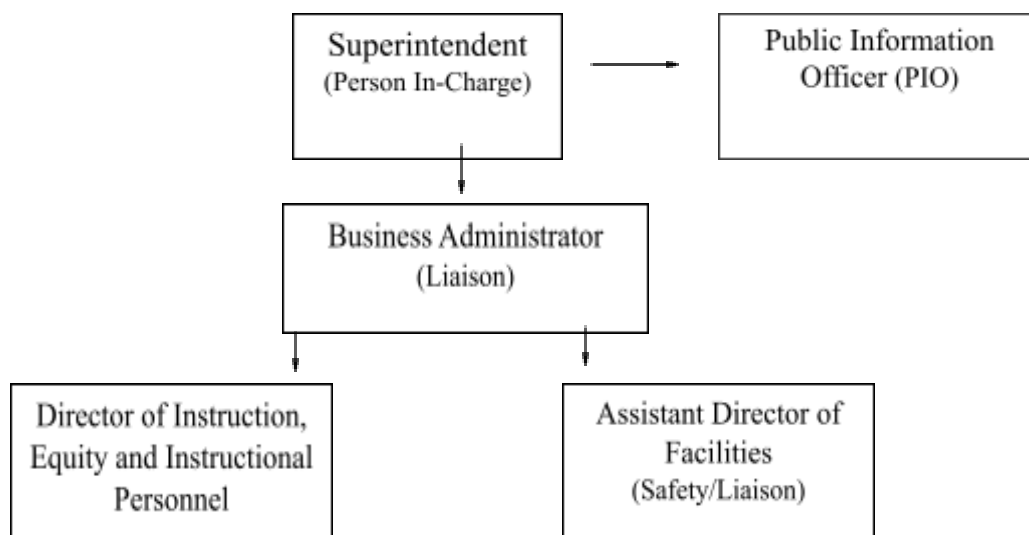 Superintendent
(Person In-Charge)
Public Information
Officer (PIO)
Business Administrator
(Liaison)
Director of Instruction,
Equity and Instructional
Personnel
Assistant Director of
Facilities
(Safety/Liaison)